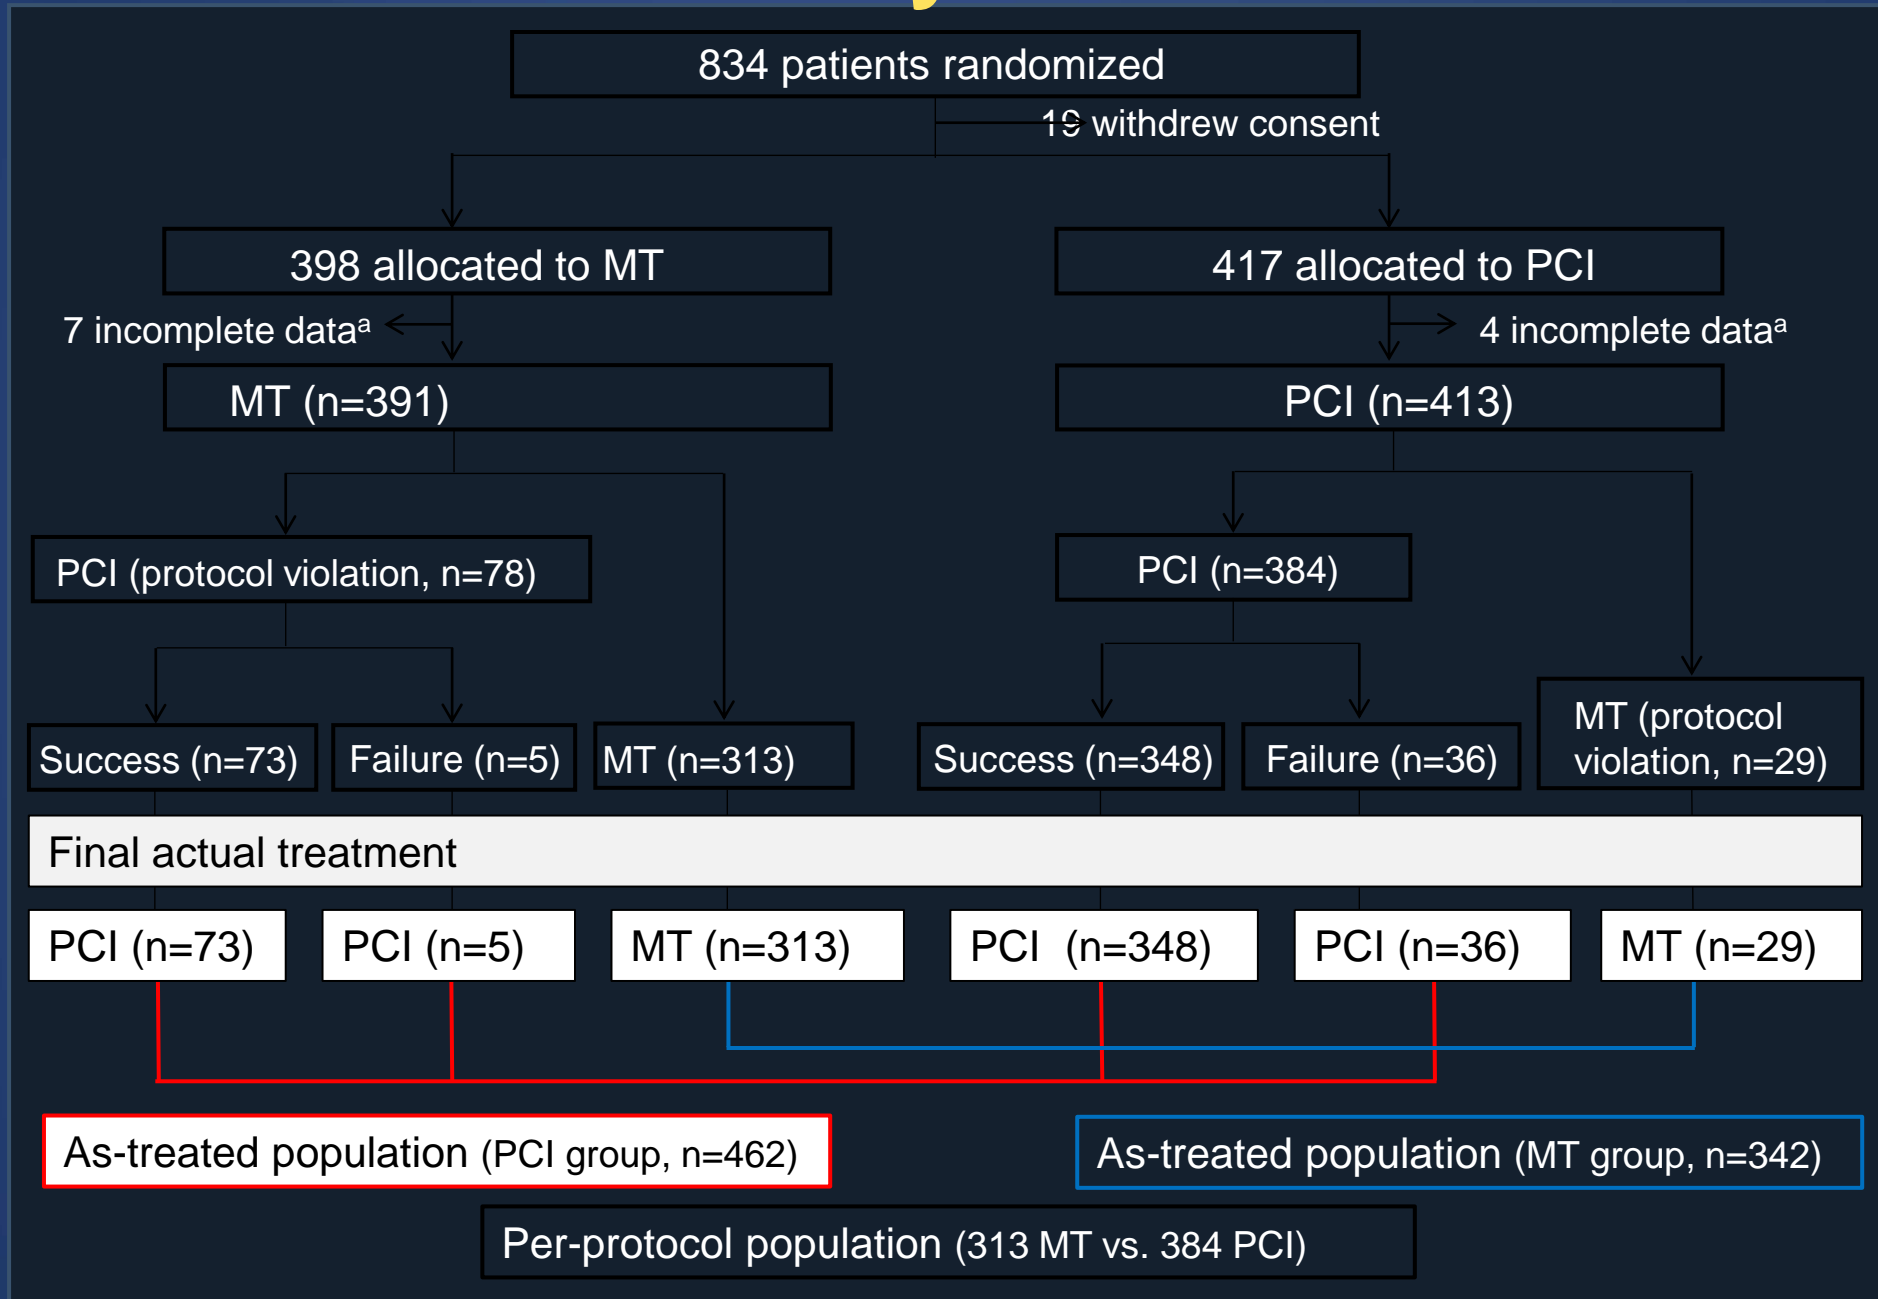 834 patients randomized
19 withdrew consent
398 allocated to MT
417 allocated to PCI
7 incomplete dataᵃ
4 incomplete dataᵃ
MT (n=391)
PCI (n=413)
PCI (protocol violation, n=78)
PCI (n=384)
Success (n=73)
Failure (n=5)
MT (n=313)
Success (n=348)
Failure (n=36)
MT (protocol
violation, n=29)
Final actual treatment
PCI (n=73)
PCI (n=5)
MT (n=313)
PCI (n=348)
PCI (n=36)
MT (n=29)
As-treated population (PCI group, n=462)
As-treated population (MT group, n=342)
Per-protocol population (313 MT vs. 384 PCI)